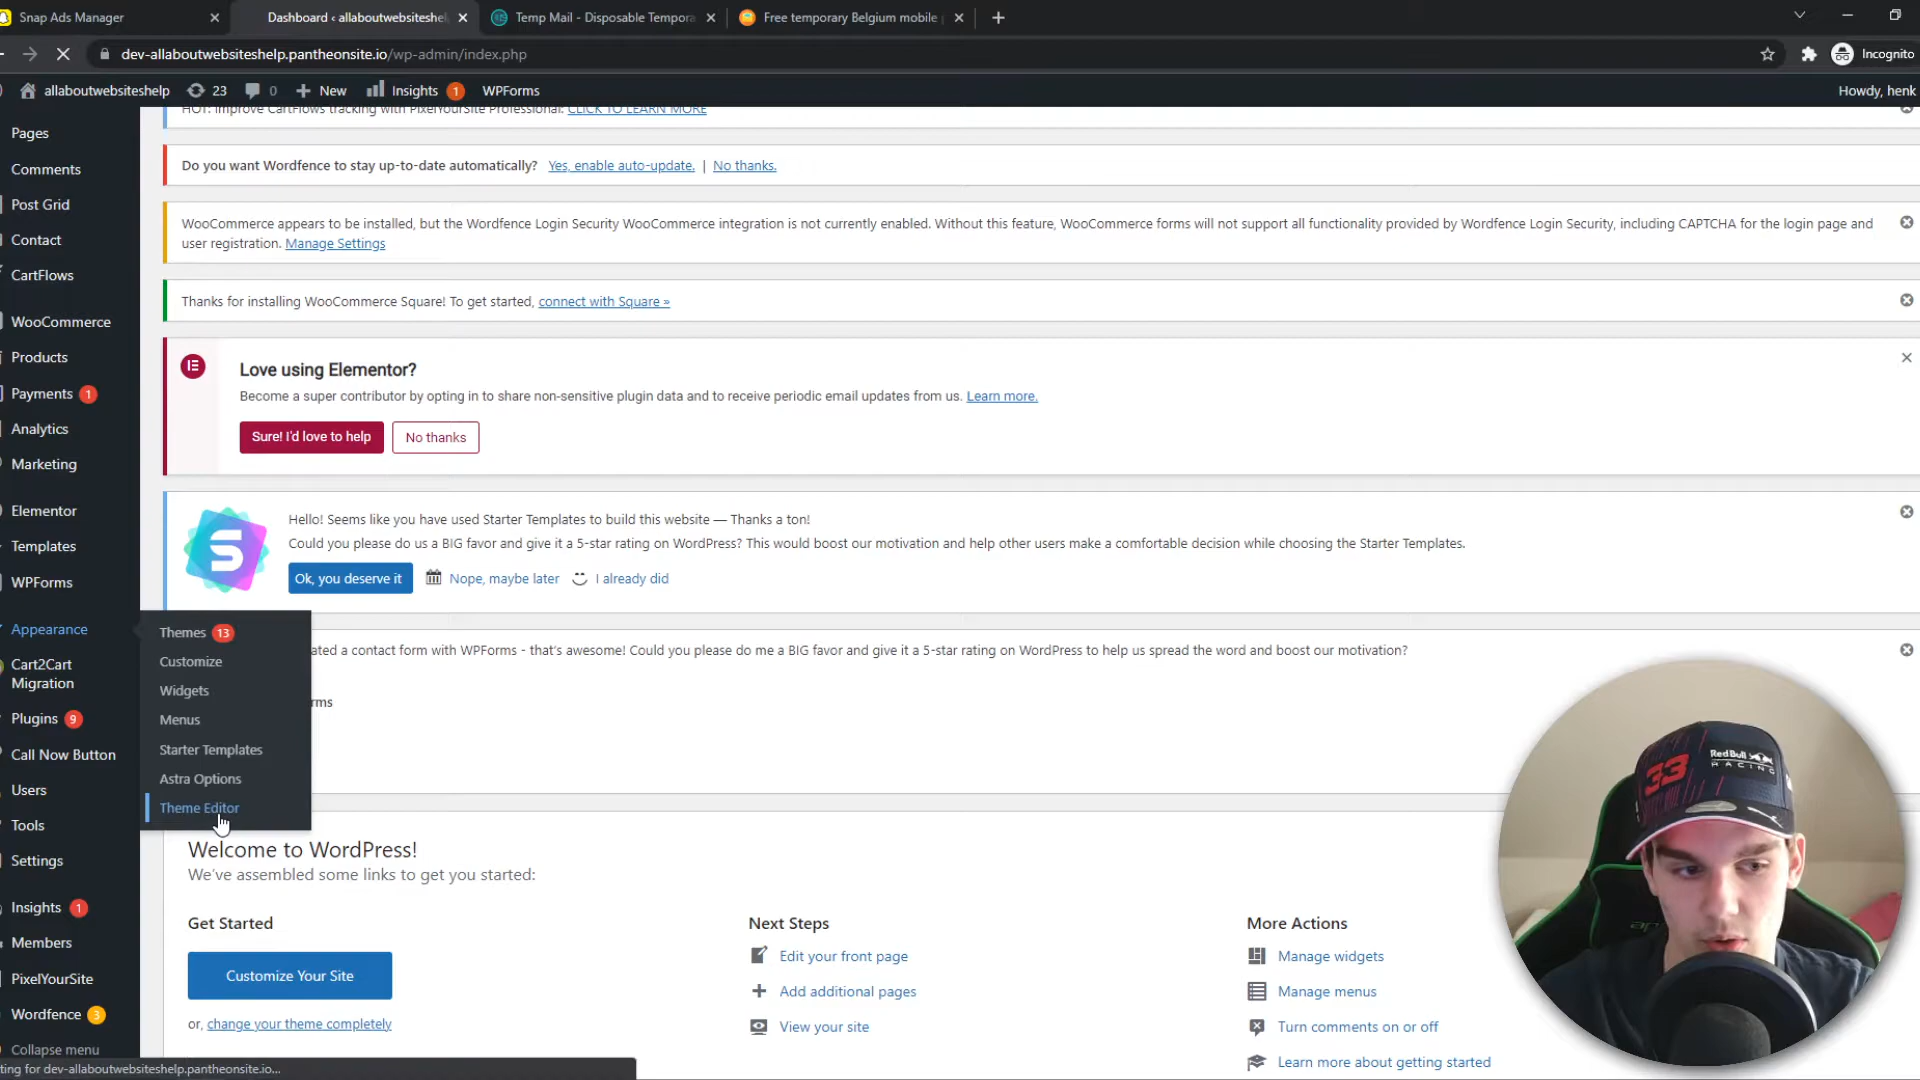 Snap Ads Manager
Dashboard ‹ allaboutwebsiteshel
Temp Mail - Disposable Tempora
Free temporary Belgium mobile
dev-allaboutwebsiteshelp.pantheonsite.io/wp-admin/index.php
Incognito
allaboutwebsiteshelp 23 0 New Insights 1 WPForms
Howdy, henk
HOT: Improve CartFlows tracking with PixelYourSite Professional: CLICK TO LEARN MORE
Pages
Comments
Post Grid
Contact
CartFlows
WooCommerce
Products
Payments 1
Analytics
Marketing
Elementor
Templates
WPForms
Appearance
Cart2Cart
Migration
Plugins 9
Call Now Button
Users
Tools
Settings
Insights 1
Members
PixelYourSite
Wordfence 3
Collapse menu
Themes 13
Customize
Widgets
Menus
Starter Templates
Astra Options
Theme Editor
Do you want Wordfence to stay up-to-date automatically? Yes, enable auto-update. | No thanks.
WooCommerce appears to be installed, but the Wordfence Login Security WooCommerce integration is not currently enabled. Without this feature, WooCommerce forms will not support all functionality provided by Wordfence Login Security, including CAPTCHA for the login page and
user registration. Manage Settings
Thanks for installing WooCommerce Square! To get started, connect with Square »
Love using Elementor?
Become a super contributor by opting in to share non-sensitive plugin data and to receive periodic email updates from us. Learn more.
Sure! I'd love to help No thanks
Hello! Seems like you have used Starter Templates to build this website — Thanks a ton!
Could you please do us a BIG favor and give it a 5-star rating on WordPress? This would boost our motivation and help other users make a comfortable decision while choosing the Starter Templates.
Ok, you deserve it Nope, maybe later I already did
ated a contact form with WPForms - that's awesome! Could you please do me a BIG favor and give it a 5-star rating on WordPress to help us spread the word and boost our motivation?
rms
Welcome to WordPress!
We've assembled some links to get you started:
Get Started
Customize Your Site
or, change your theme completely
Next Steps
Edit your front page
Add additional pages
View your site
More Actions
Manage widgets
Manage menus
Turn comments on or off
Learn more about getting started
ting for dev-allaboutwebsiteshelp.pantheonsite.io...
33
Red Bull
RACING